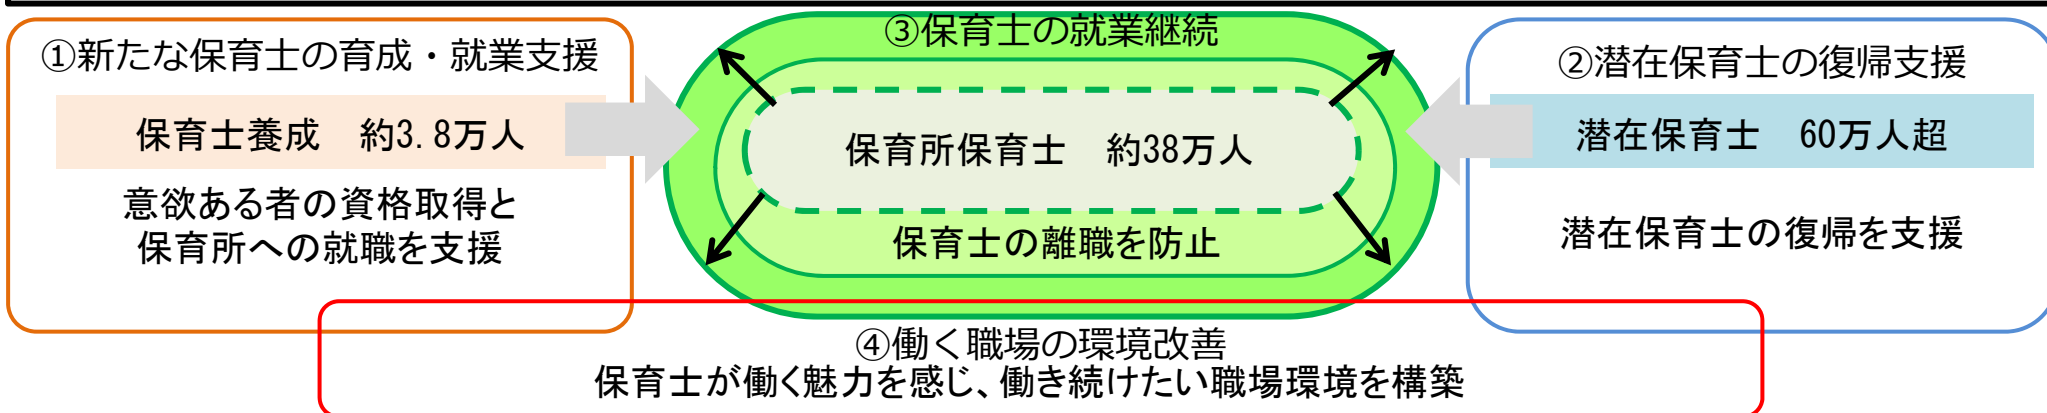 ①新たな保育士の育成・就業支援
保育士養成　約3.8万人
意欲ある者の資格取得と
保育所への就職を支援
③保育士の就業継続
保育所保育士　約38万人
保育士の離職を防止
②潜在保育士の復帰支援
潜在保育士　60万人超
潜在保育士の復帰を支援
④働く職場の環境改善
保育士が働く魅力を感じ、働き続けたい職場環境を構築